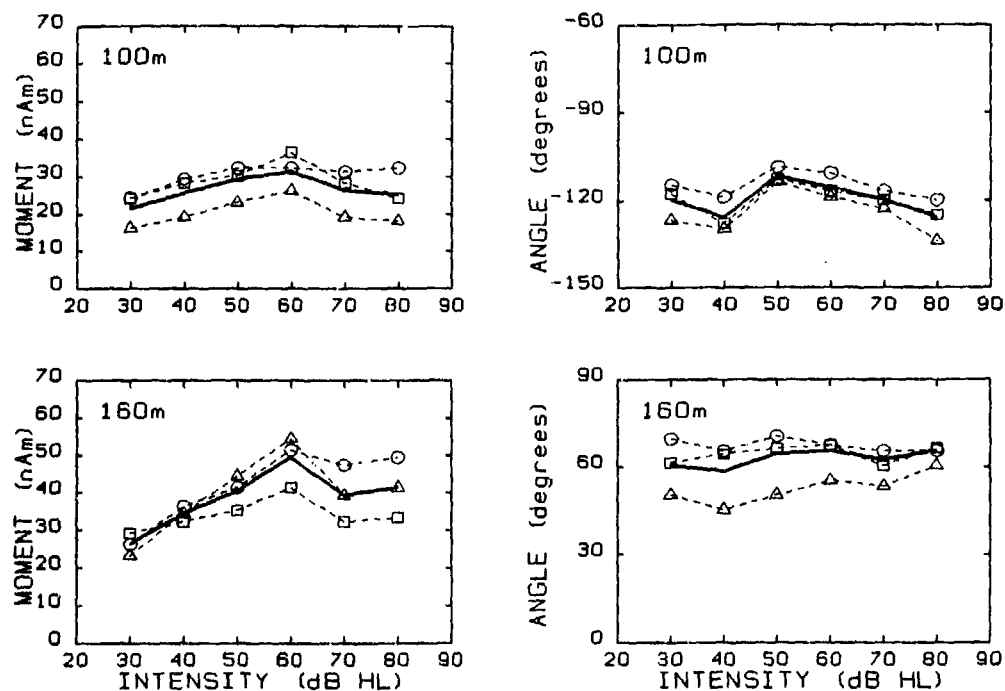 70
60
50
40
30
20
10
0
MOMENT (nAm)
100m
20 30 40 50 60 70 80 90
-60
-90
-120
-150
ANGLE (degrees)
100m
20 30 40 50 60 70 80 90
70
60
50
40
30
20
10
0
MOMENT (nAm)
160m
20 30 40 50 60 70 80 90
INTENSITY (dB HL)
90
60
30
0
ANGLE (degrees)
160m
20 30 40 50 60 70 80 90
INTENSITY (dB HL)